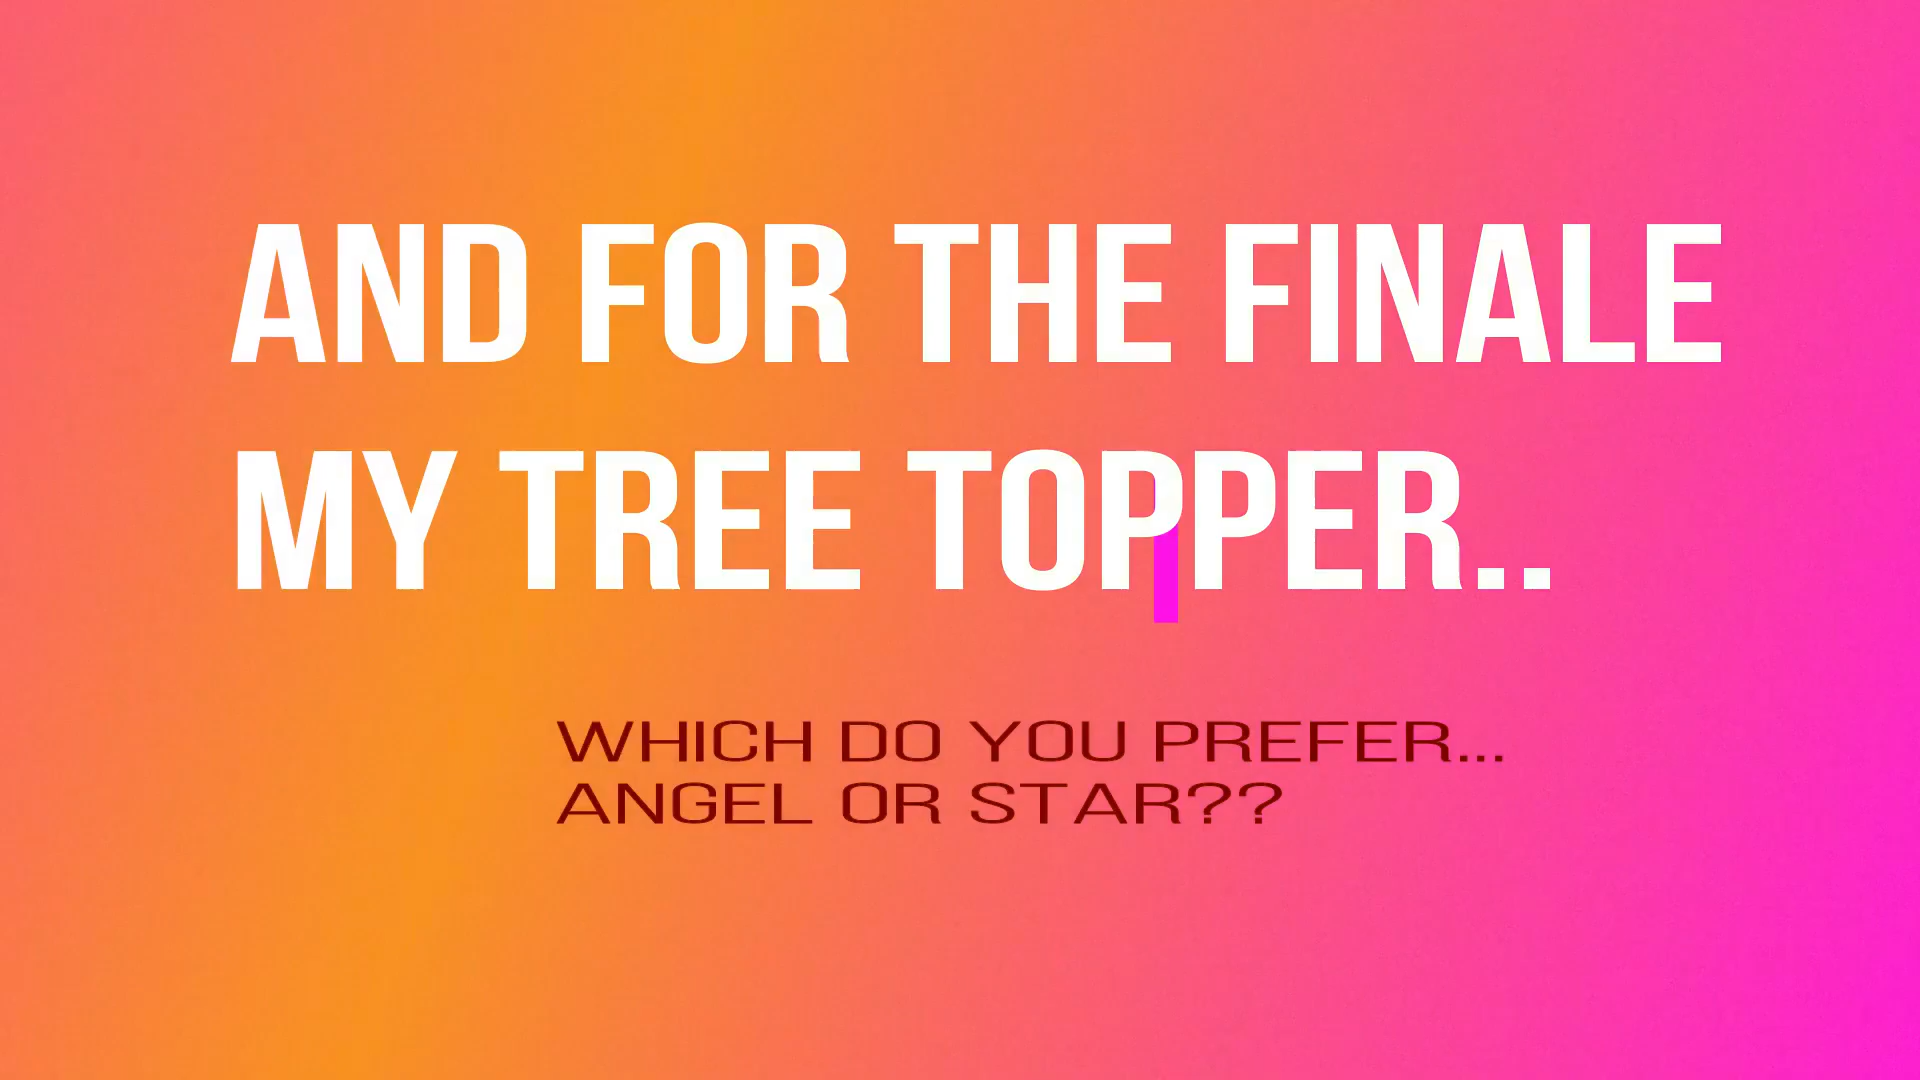 AND FOR THE FINALE
MY TREE TOPPER..
WHICH DO YOU PREFER...
ANGEL OR STAR??